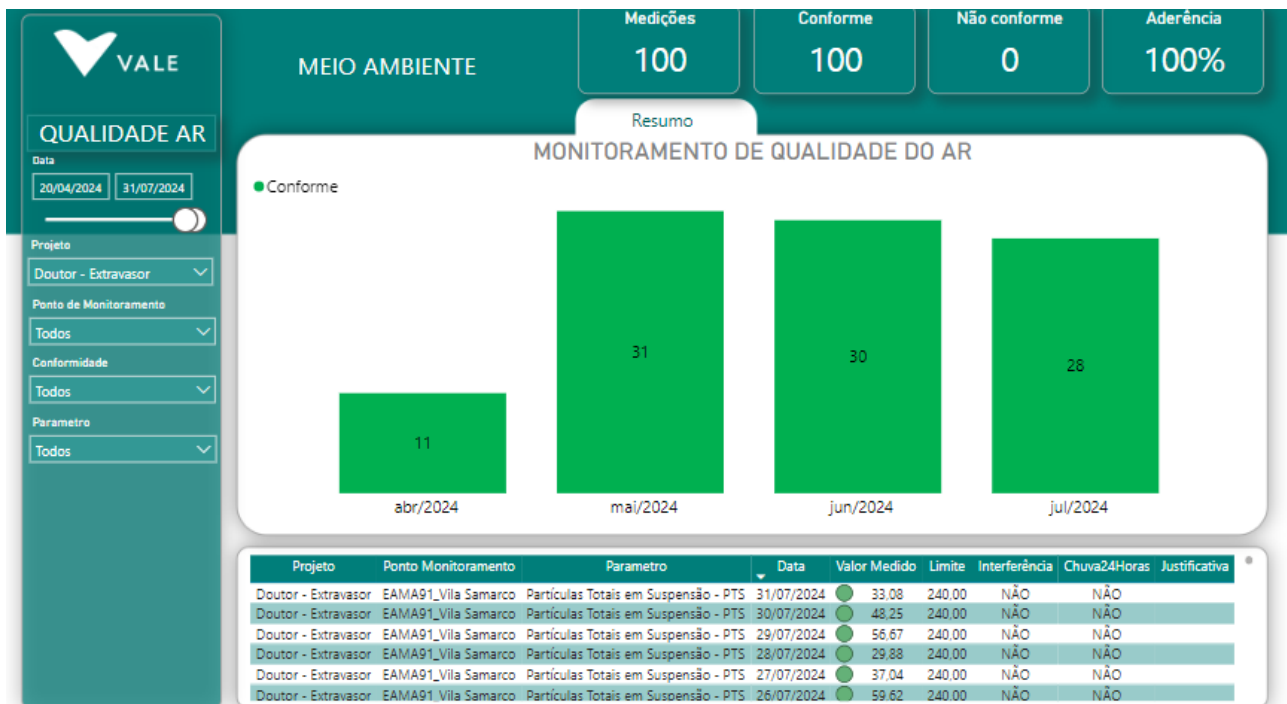 VALE
MEIO AMBIENTE
Medições
100
Conforme
100
Não conforme
0
Aderência
100%
QUALIDADE AR
Data
20/04/2024 31/07/2024
Projeto
Doutor - Extravasor
Ponto de Monitoramento
Todos
Conformidade
Todos
Parametro
Todos
Resumo
MONITORAMENTO DE QUALIDADE DO AR
Conforme
11 31 30 28
abr/2024 mai/2024 jun/2024 jul/2024
Projeto Ponto Monitoramento Parametro Data Valor Medido Limite Interferência Chuva24Horas Justificativa
Doutor - Extravasor EAMA91_Vila Samarco Partículas Totais em Suspensão - PTS 31/07/2024 33,08 240,00 NÃO NÃO
Doutor - Extravasor EAMA91_Vila Samarco Partículas Totais em Suspensão - PTS 30/07/2024 48,25 240,00 NÃO NÃO
Doutor - Extravasor EAMA91_Vila Samarco Partículas Totais em Suspensão - PTS 29/07/2024 56,67 240,00 NÃO NÃO
Doutor - Extravasor EAMA91_Vila Samarco Partículas Totais em Suspensão - PTS 28/07/2024 29,88 240,00 NÃO NÃO
Doutor - Extravasor EAMA91_Vila Samarco Partículas Totais em Suspensão - PTS 27/07/2024 37,04 240,00 NÃO NÃO
Doutor - Extravasor EAMA91_Vila Samarco Partículas Totais em Suspensão - PTS 26/07/2024 59,62 240,00 NÃO NÃO